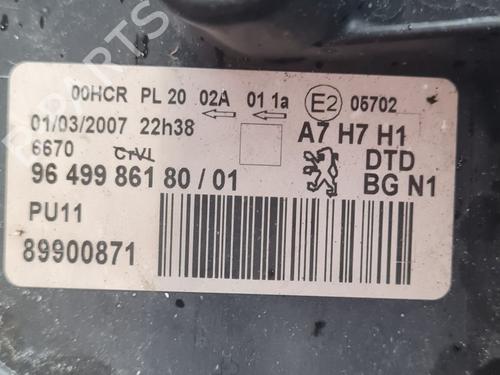 00HCR PL 20 02A 01 1a E2 05702
01/03/2007 22h38 A7 H7 H1
6670 DTD
96 499 861 80 / 01 BG N1
PU11
89900871